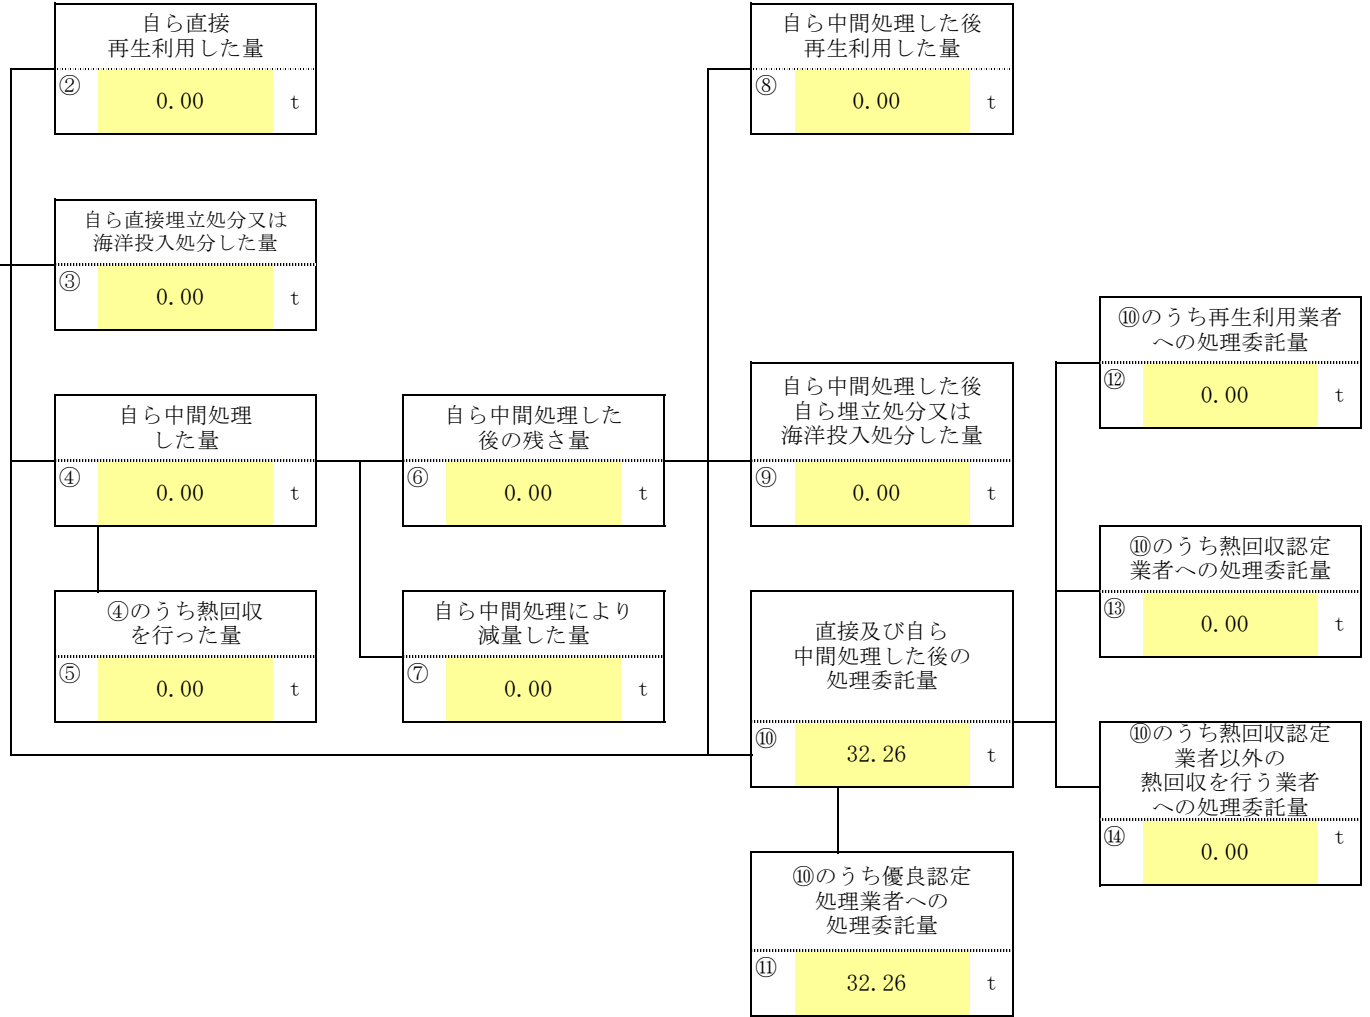 自ら直接
再生利用した量
②
0.00
t
自ら直接埋立処分又は
海洋投入処分した量
③
0.00
t
自ら中間処理
した量
④
0.00
t
④のうち熱回収
を行った量
⑤
0.00
t
自ら中間処理した
後の残さ量
⑥
0.00
t
自ら中間処理により
減量した量
⑦
0.00
t
自ら中間処理した後
再生利用した量
⑧
0.00
t
自ら中間処理した後
自ら埋立処分又は
海洋投入処分した量
⑨
0.00
t
直接及び自ら
中間処理した後の
処理委託量
⑩
32.26
t
⑩のうち優良認定
処理業者への
処理委託量
⑪
32.26
t
⑩のうち再生利用業者
への処理委託量
⑫
0.00
t
⑩のうち熱回収認定
業者への処理委託量
⑬
0.00
t
⑩のうち熱回収認定
業者以外の
熱回収を行う業者
への処理委託量
⑭
0.00
t